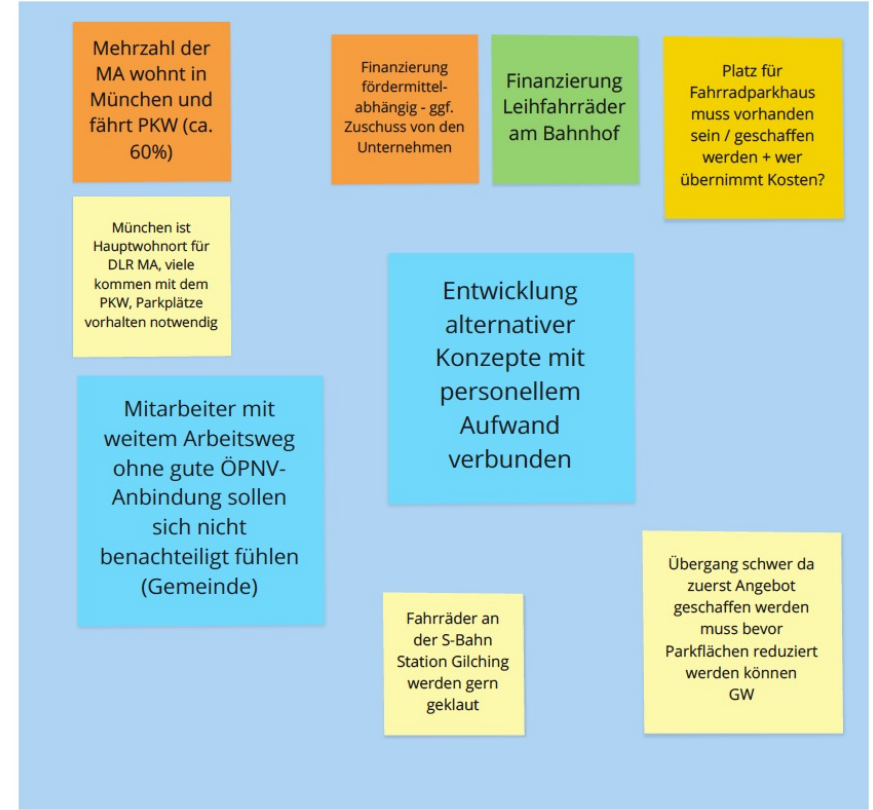 Mehrzahl der
MA wohnt in
München und
fährt PKW (ca.
60%)
Finanzierung
fördermittel-
abhängig - ggf.
Zuschuss von den
Unternehmen
Finanzierung
Leihfahrräder
am Bahnhof
Platz für
Fahrradparkhaus
muss vorhanden
sein / geschaffen
werden + wer
übernimmt Kosten?
München ist
Hauptwohnort für
DLR MA, viele
kommen mit dem
PKW, Parkplätze
vorhalten notwendig
Entwicklung
alternativer
Konzepte mit
personellem
Aufwand
verbunden
Mitarbeiter mit
weitem Arbeitsweg
ohne gute ÖPNV-
Anbindung sollen
sich nicht
benachteiligt fühlen
(Gemeinde)
Fahrräder an
der S-Bahn
Station Gilching
werden gern
geklaut
Übergang schwer da
zuerst Angebot
geschaffen werden
muss bevor
Parkflächen reduziert
werden können
GW